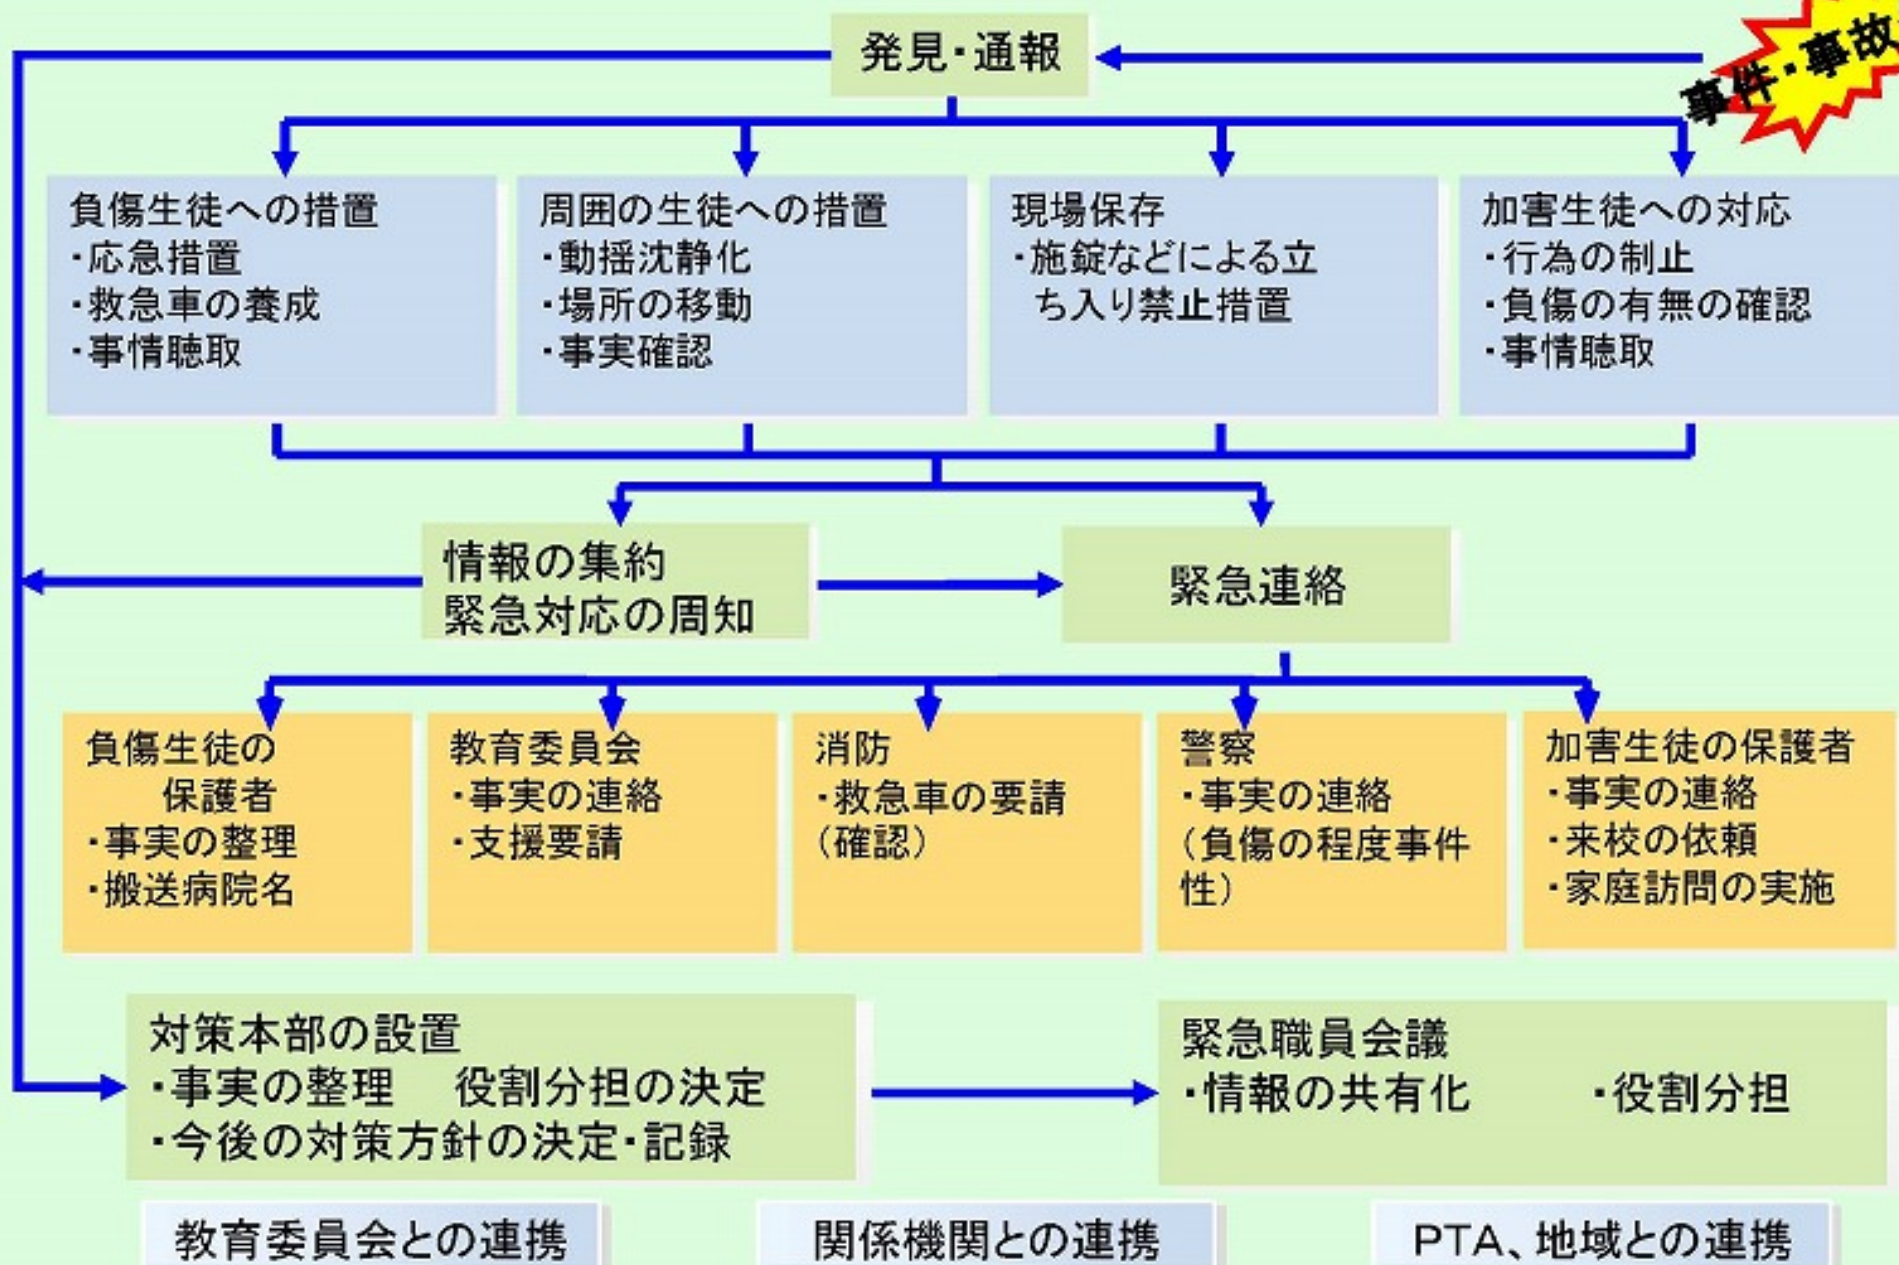 発見・通報
事件・事故
負傷生徒への措置
・応急措置
・救急車の養成
・事情聴取
周囲の生徒への措置
・動揺沈静化
・場所の移動
・事実確認
現場保存
・施錠などによる立
ち入り禁止措置
加害生徒への対応
・行為の制止
・負傷の有無の確認
・事情聴取
情報の集約
緊急対応の周知
緊急連絡
負傷生徒の
保護者
・事実の整理
・搬送病院名
教育委員会
・事実の連絡
・支援要請
消防
・救急車の要請
（確認）
警察
・事実の連絡
（負傷の程度事件
性）
加害生徒の保護者
・事実の連絡
・来校の依頼
・家庭訪問の実施
対策本部の設置
・事実の整理　役割分担の決定
・今後の対策方針の決定・記録
緊急職員会議
・情報の共有化　・役割分担
教育委員会との連携
関係機関との連携
PTA、地域との連携